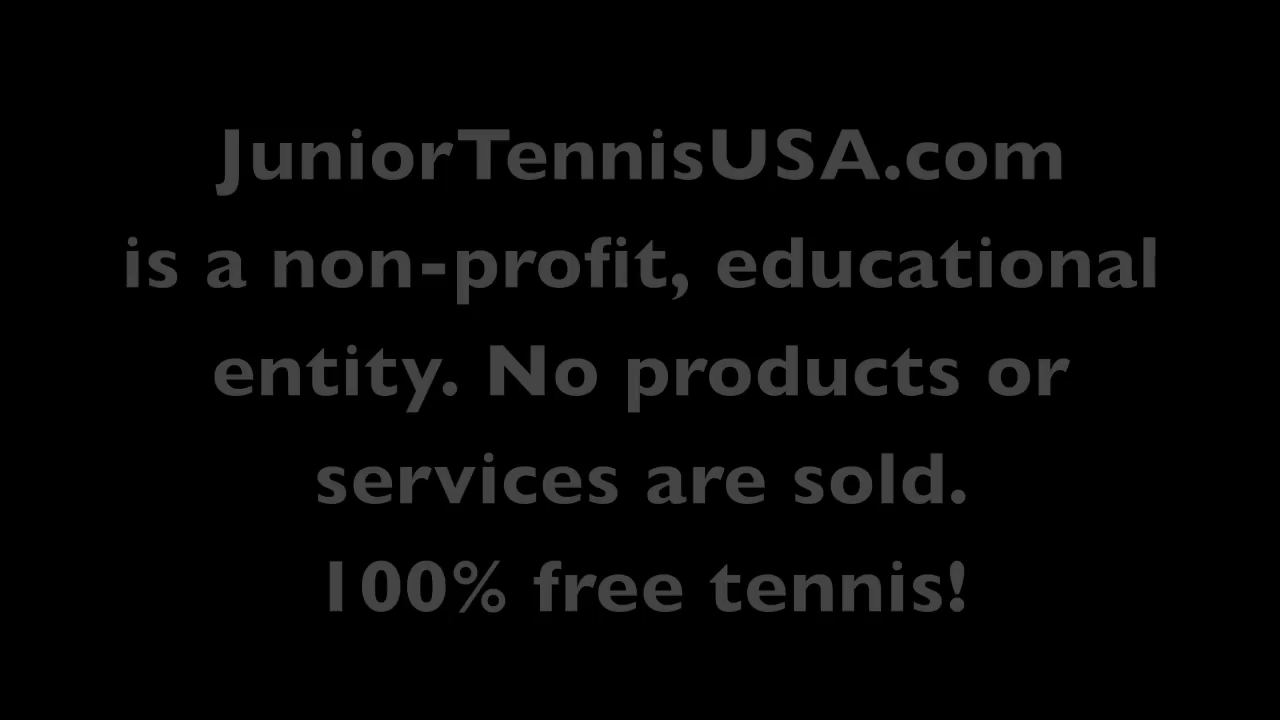 JuniorTennisUSA.com
is a non-profit, educational
entity. No products or
services are sold.
100% free tennis!